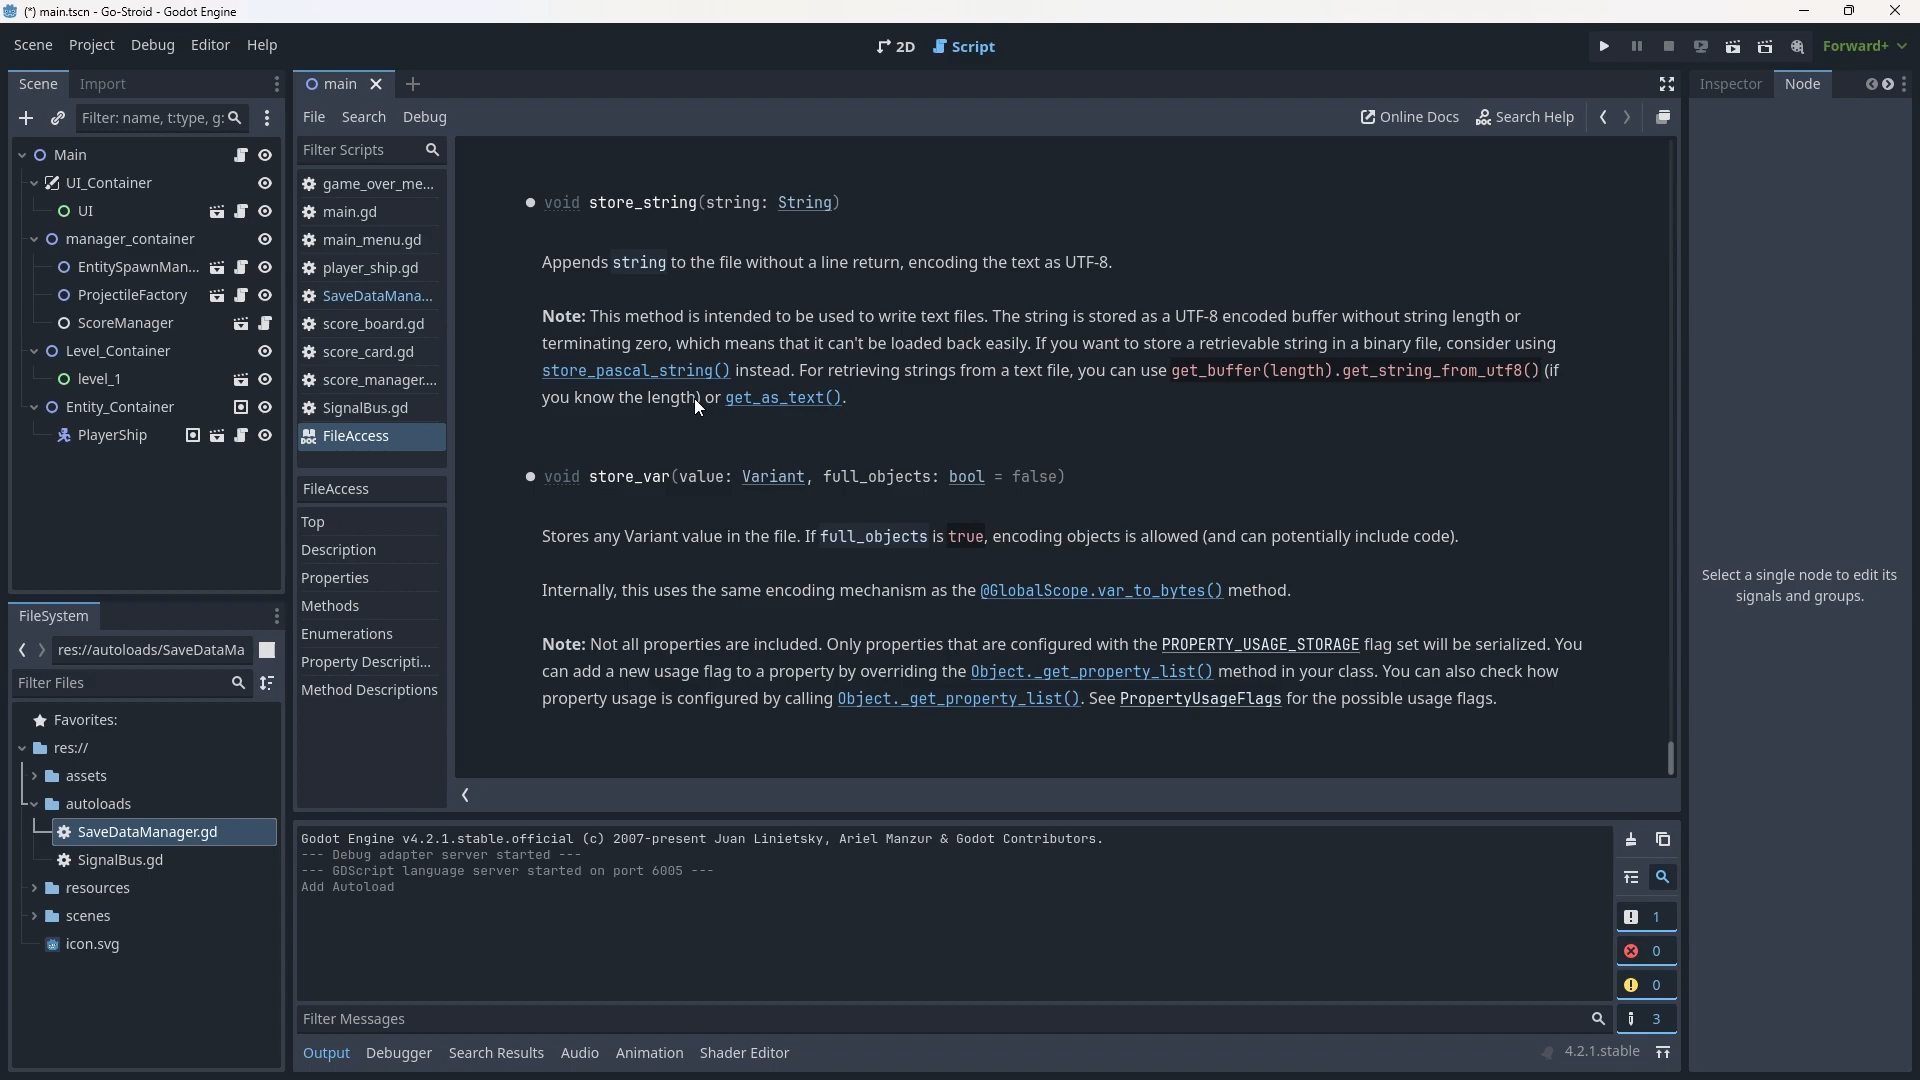 (*) main.tscn - Go-Stroid - Godot Engine
Scene Project Debug Editor Help
2D Script
Forward+
Scene Import
main
Inspector Node
Filter: name, t:type, g:
File Search Debug
Online Docs Search Help
Main
UI_Container
UI
manager_container
EntitySpawnMan...
ProjectileFactory
ScoreManager
Level_Container
level_1
Entity_Container
PlayerShip
Filter Scripts
game_over_me...
main.gd
main_menu.gd
player_ship.gd
SaveDataMana...
score_board.gd
score_card.gd
score_manager....
SignalBus.gd
FileAccess
FileAccess
Top
Description
Properties
Methods
Enumerations
Property Descripti...
Method Descriptions
void store_string(string: String)
Appends string to the file without a line return, encoding the text as UTF-8.
Note: This method is intended to be used to write text files. The string is stored as a UTF-8 encoded buffer without string length or
terminating zero, which means that it can't be loaded back easily. If you want to store a retrievable string in a binary file, consider using
store_pascal_string() instead. For retrieving strings from a text file, you can use get_buffer(length).get_string_from_utf8() (if
you know the length) or get_as_text().
void store_var(value: Variant, full_objects: bool = false)
Stores any Variant value in the file. If full_objects is true, encoding objects is allowed (and can potentially include code).
Internally, this uses the same encoding mechanism as the @GlobalScope.var_to_bytes() method.
Note: Not all properties are included. Only properties that are configured with the PROPERTY_USAGE_STORAGE flag set will be serialized. You
can add a new usage flag to a property by overriding the Object._get_property_list() method in your class. You can also check how
property usage is configured by calling Object._get_property_list(). See PropertyUsageFlags for the possible usage flags.
Select a single node to edit its
signals and groups.
FileSystem
res://autoloads/SaveDataMa
Filter Files
Favorites:
res://
assets
autoloads
SaveDataManager.gd
SignalBus.gd
resources
scenes
icon.svg
Godot Engine v4.2.1.stable.official (c) 2007-present Juan Linietsky, Ariel Manzur & Godot Contributors.
--- Debug adapter server started ---
--- GDScript language server started on port 6005 ---
Add Autoload
1
0
0
3
Filter Messages
Output Debugger Search Results Audio Animation Shader Editor
4.2.1.stable